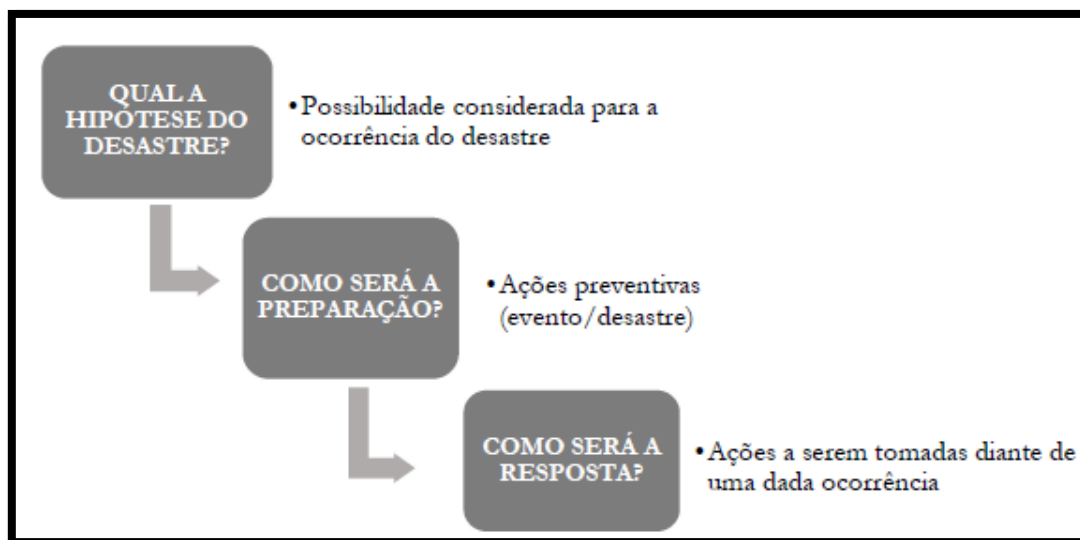 QUAL A
HIPÓTESE DO
DESASTRE?
•Possibilidade considerada para a
ocorrência do desastre
COMO SERÁ A
PREPARAÇÃO?
•Ações preventivas
(evento/desastre)
COMO SERÁ A
RESPOSTA?
•Ações a serem tomadas diante de
uma dada ocorrência